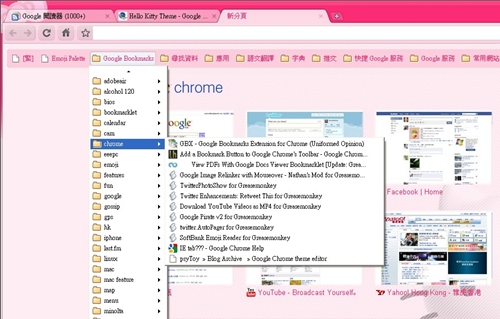 Google 閱讀器 (1000+)
Hello Kitty Theme - Google ...
新分頁
[繁]
Emoji Palette
Google Bookmarks
尋找資料
應用
語文翻譯
字典
雜文
快捷 Google 服務
Google 服務
常用網站
chrome
adobeair
alcohol 120
bios
bookmarklet
calendar
cam
chrome
eeepc
emoji
features
fun
google
gossip
gps
hk
iphone
last.fm
linux
mac
mac feature
map
menu
minolta
GBX - Google Bookmarks Extension for Chrome (Uniformed Opinion)
Add a Bookmark Button to Google Chrome's Toolbar - Google Chrom...
View PDFs With Google Docs Viewer Bookmarklet [Update: Grea...
Google Image Relinker with Mouseover - Nathan's Mod for Greasemo...
TwitterPhotoShow for Greasemonkey
Twitter Enhancements: Retweet This for Greasemonkey
Download YouTube Videos as MP4 for Greasemonkey
Google Pirate v2 for Greasemonkey
twitter AutoPager for Greasemonkey
SoftBank Emoji Reader for Greasemonkey
IE tab??? - Google Chrome Help
psyToy » Blog Archive » Google Chrome theme editor
Facebook | Home
YouTube - Broadcast Yourself.
Yahoo! Hong Kong - 雅虎香港